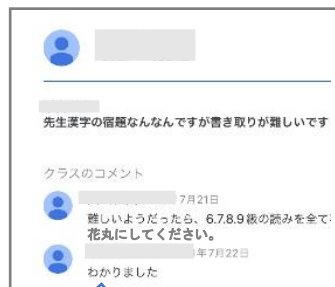 先生漢字の宿題なんなんですが書き取りが難しいです
クラスのコメント
7月21日
難しいようだったら、6.7.8.9級の読みを全て
花丸にしてください。
年7月22日
わかりました